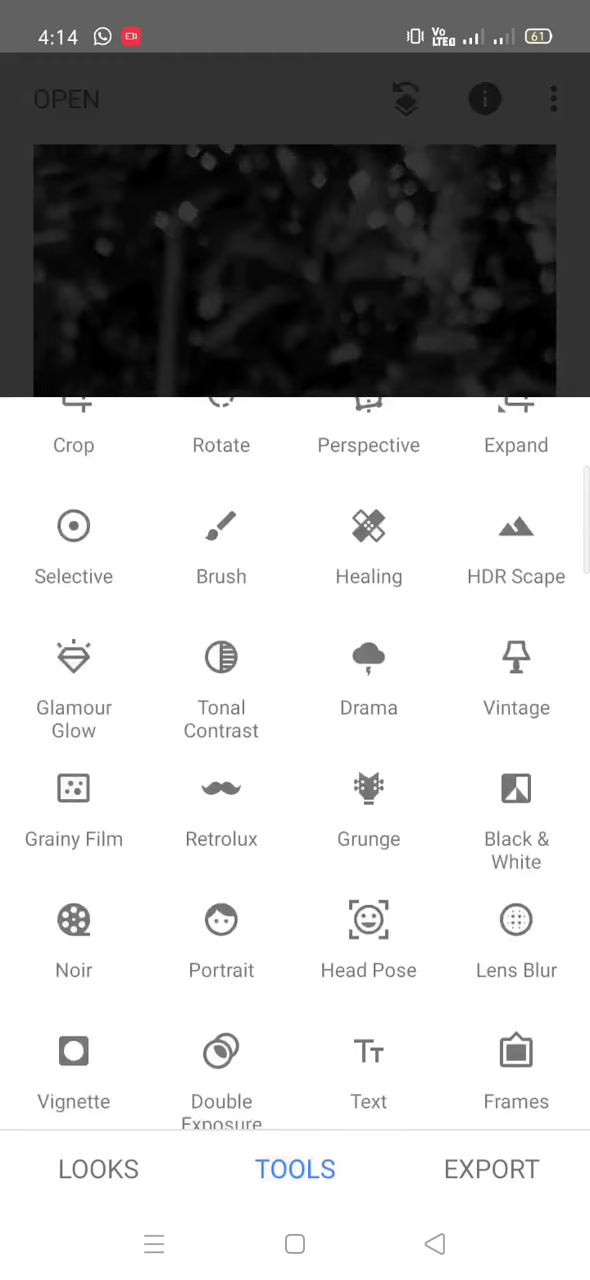 4:14 Vo LTE 61
OPEN
Crop Rotate Perspective Expand
Selective Brush Healing HDR Scape
Glamour Glow Tonal Contrast Drama Vintage
Grainy Film Retrolux Grunge Black & White
Noir Portrait Head Pose Lens Blur
Vignette Double Exposure Text Frames
LOOKS TOOLS EXPORT